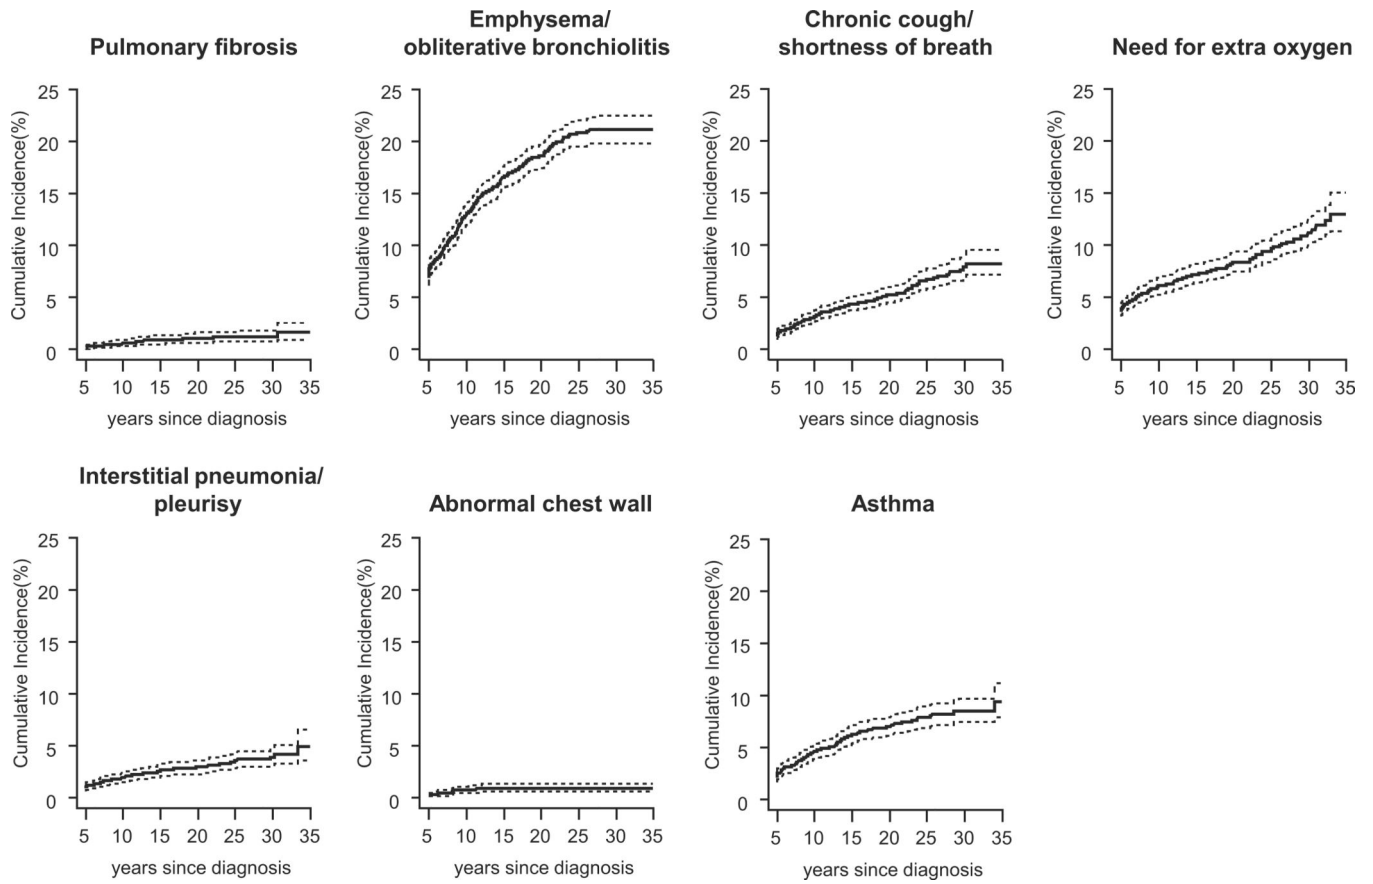 Pulmonary fibrosis
Cumulative Incidence(%)
25
20
15
10
5
0
5 10 15 20 25 30 35
years since diagnosis
Emphysema/
obliterative bronchiolitis
Cumulative Incidence(%)
25
20
15
10
5
0
5 10 15 20 25 30 35
years since diagnosis
Chronic cough/
shortness of breath
Cumulative Incidence(%)
25
20
15
10
5
0
5 10 15 20 25 30 35
years since diagnosis
Need for extra oxygen
Cumulative Incidence(%)
25
20
15
10
5
0
5 10 15 20 25 30 35
years since diagnosis
Interstitial pneumonia/
pleurisy
Cumulative Incidence(%)
25
20
15
10
5
0
5 10 15 20 25 30 35
years since diagnosis
Abnormal chest wall
Cumulative Incidence(%)
25
20
15
10
5
0
5 10 15 20 25 30 35
years since diagnosis
Asthma
Cumulative Incidence(%)
25
20
15
10
5
0
5 10 15 20 25 30 35
years since diagnosis